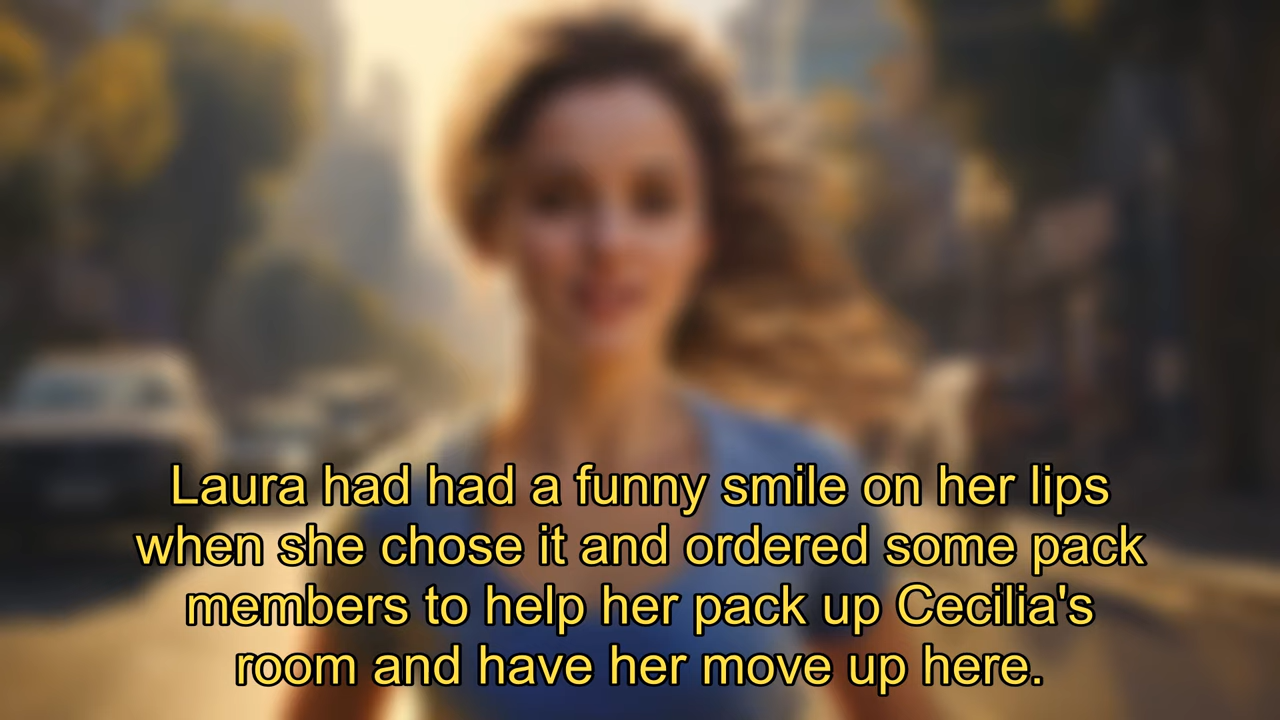 Laura had had a funny smile on her lips
when she chose it and ordered some pack
members to help her pack up Cecilia's
room and have her move up here.